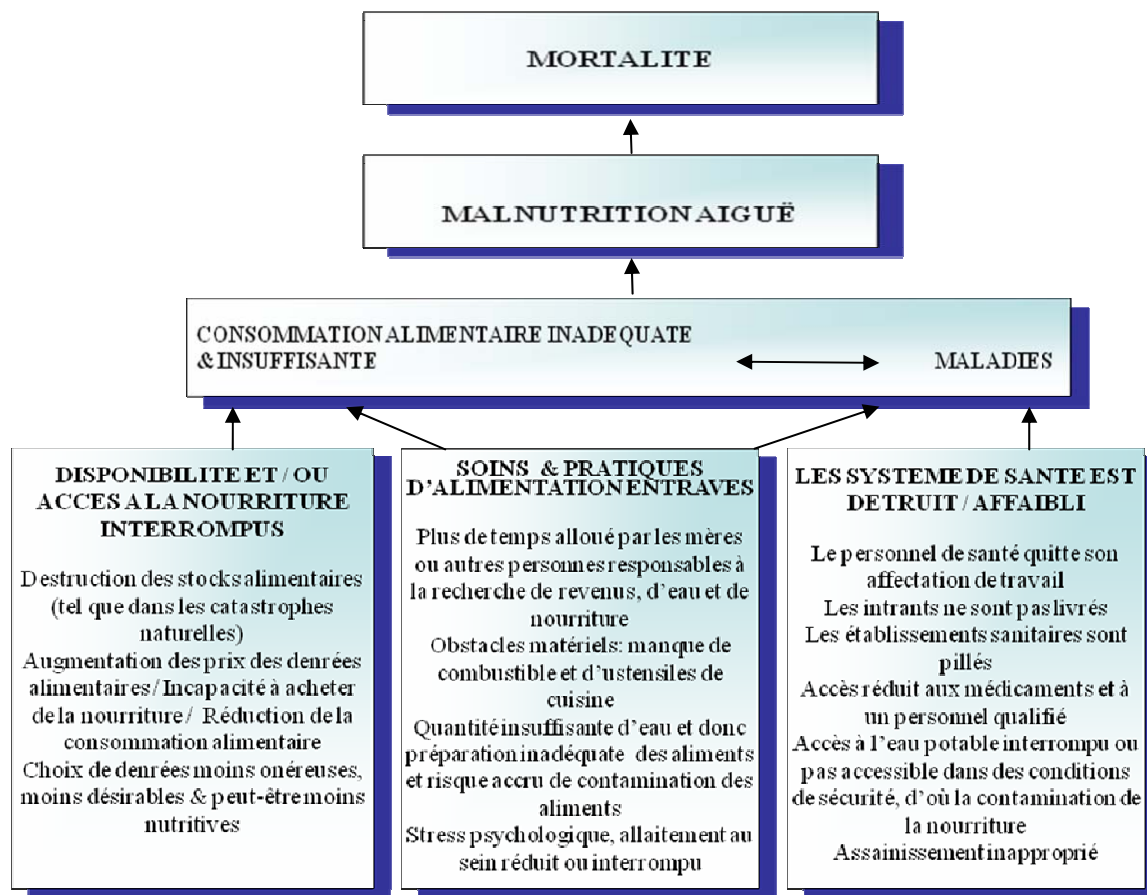 MORTALITE
MALNUTRITION AIGUË
CONSOMMATION ALIMENTAIRE INADEQUATE
& INSUFFISANTE
MALADIES
DISPONIBILITE ET / OU
ACCES A LA NOURRITURE
INTERROMPUS
Destruction des stocks alimentaires
(tel que dans les catastrophes
naturelles)
Augmentation des prix des denrées
alimentaires / Incapacité à acheter
de la nourriture / Réduction de la
consommation alimentaire
Choix de denrées moins onéreuses,
moins désirables & peut-être moins
nutritives
SOINS & PRATIQUES
D'ALIMENTATION ENTRAVES
Plus de temps alloué par les mères
ou autres personnes responsables à
la recherche de revenus, d'eau et de
nourriture
Obstacles matériels: manque de
combustible et d'ustensiles de
cuisine
Quantité insuffisante d'eau et donc
préparation inadéquate des aliments
et risque accru de contamination des
aliments
Stress psychologique, allaitement au
sein réduit ou interrompu
LES SYSTEME DE SANTE EST
DETRUIT / AFFAIBLI
Le personnel de santé quitte son
affectation de travail
Les intrants ne sont pas livrés
Les établissements sanitaires sont
pillés
Accès réduit aux médicaments et à
un personnel qualifié
Accès à l'eau potable interrompu ou
pas accessible dans des conditions
de sécurité, d'où la contamination de
la nourriture
Assainissement inapproprié